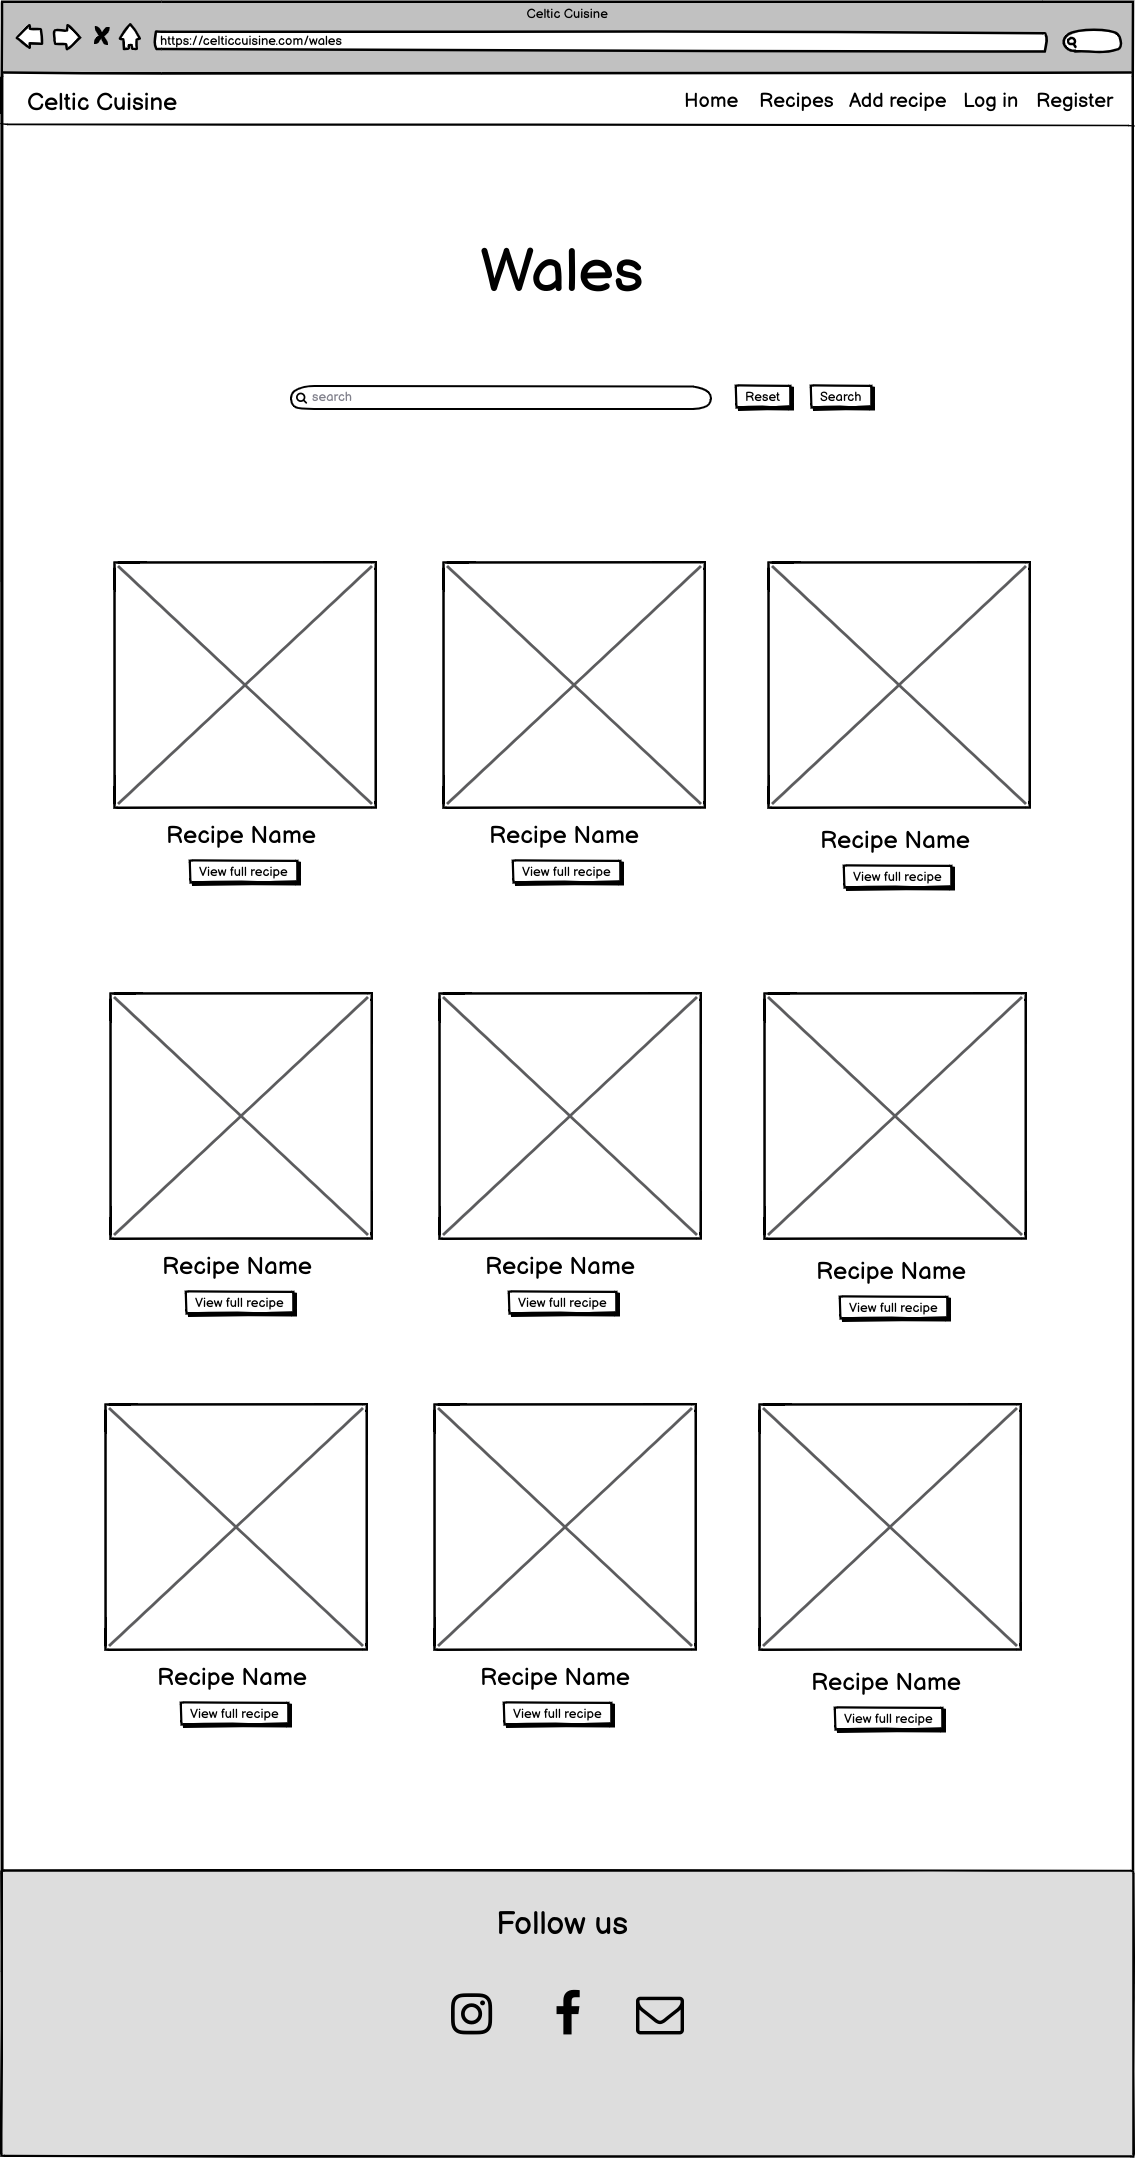 Celtic Cuisine
https://celticcuisine.com/wales
Celtic Cuisine
Home Recipes Add recipe Log in Register
Wales
search Reset Search
Recipe Name Recipe Name Recipe Name
View full recipe View full recipe View full recipe
Recipe Name Recipe Name Recipe Name
View full recipe View full recipe View full recipe
Recipe Name Recipe Name Recipe Name
View full recipe View full recipe View full recipe
Follow us